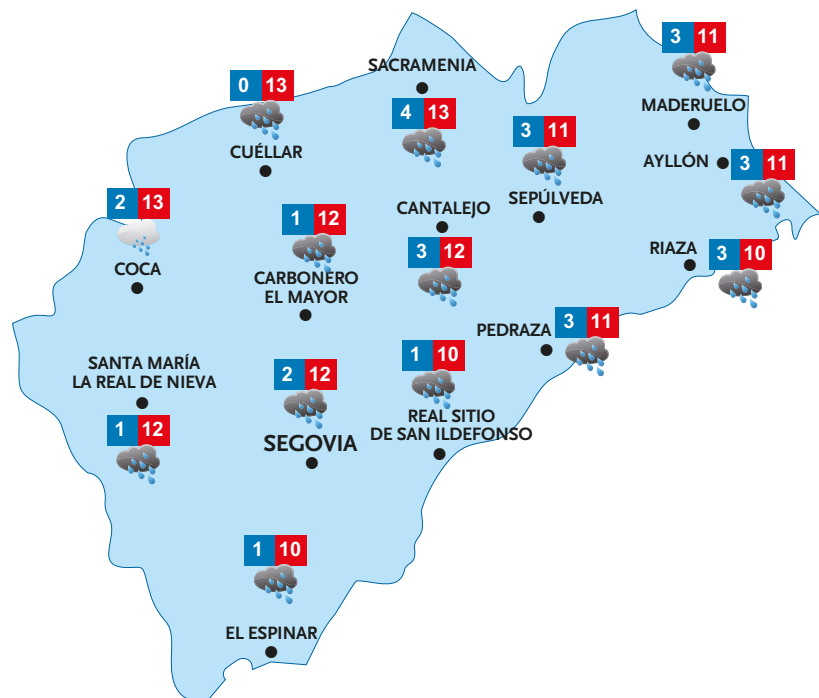 3 11
MADERUELO
SACRAMENIA
4 13
0 13
CUÉLLAR
3 11
SEPÚLVEDA
AYLLÓN
3 11
2 13
COCA
1 12
CARBONERO
EL MAYOR
CANTALEJO
3 12
RIAZA
3 10
PEDRAZA
3 11
SANTA MARÍA
LA REAL DE NIEVA
1 12
2 12
SEGOVIA
1 10
REAL SITIO
DE SAN ILDEFONSO
1 10
EL ESPINAR